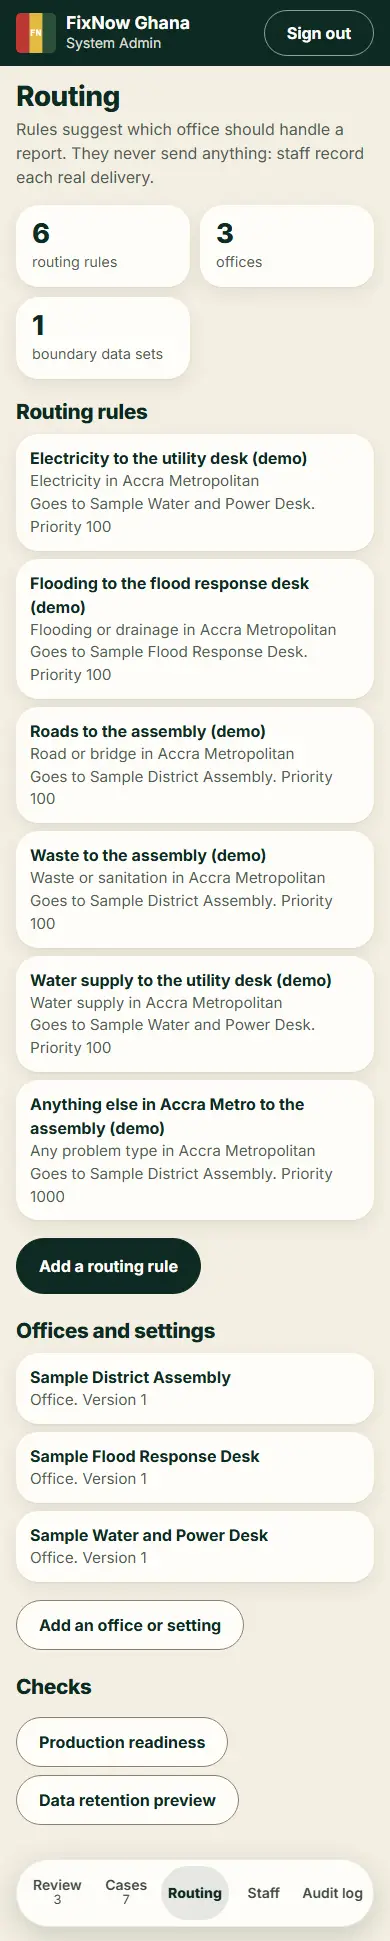 FN
FixNow Ghana
System Admin
Sign out
Routing
Rules suggest which office should handle a
report. They never send anything: staff record
each real delivery.
6
routing rules
3
offices
1
boundary data sets
Routing rules
Electricity to the utility desk (demo)
Electricity in Accra Metropolitan
Goes to Sample Water and Power Desk.
Priority 100
Flooding to the flood response desk
(demo)
Flooding or drainage in Accra Metropolitan
Goes to Sample Flood Response Desk.
Priority 100
Roads to the assembly (demo)
Road or bridge in Accra Metropolitan
Goes to Sample District Assembly. Priority
100
Waste to the assembly (demo)
Waste or sanitation in Accra Metropolitan
Goes to Sample District Assembly. Priority
100
Water supply to the utility desk (demo)
Water supply in Accra Metropolitan
Goes to Sample Water and Power Desk.
Priority 100
Anything else in Accra Metro to the
assembly (demo)
Any problem type in Accra Metropolitan
Goes to Sample District Assembly. Priority
1000
Add a routing rule
Offices and settings
Sample District Assembly
Office. Version 1
Sample Flood Response Desk
Office. Version 1
Sample Water and Power Desk
Office. Version 1
Add an office or setting
Checks
Production readiness
Data retention preview
Review
3
Cases
7
Routing
Staff
Audit log